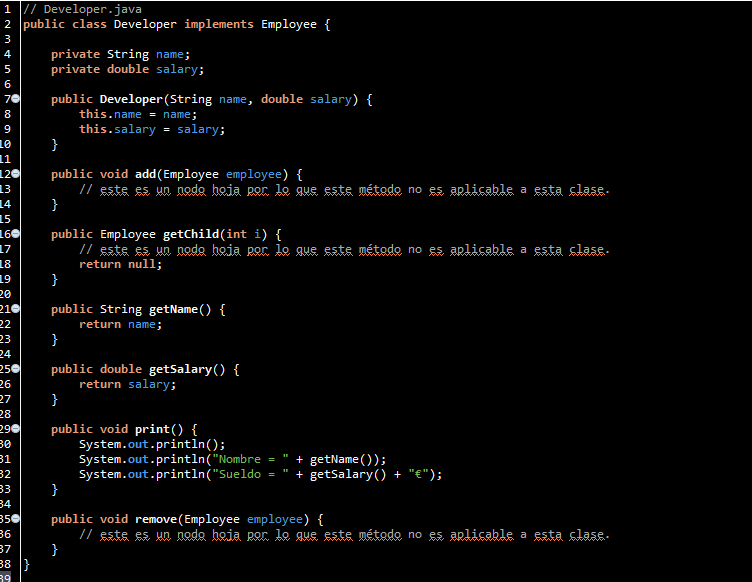 1 // Developer.java
2 public class Developer implements Employee {
3
4 private String name;
5 private double salary;
6
7 public Developer(String name, double salary) {
8 this.name = name;
9 this.salary = salary;
10 }
11
12 public void add(Employee employee) {
13 // este es un nodo hoja por lo que este método no es aplicable a esta clase.
14 }
15
16 public Employee getChild(int i) {
17 // este es un nodo hoja por lo que este método no es aplicable a esta clase.
18 return null;
19 }
20
21 public String getName() {
22 return name;
23 }
24
25 public double getSalary() {
26 return salary;
27 }
28
29 public void print() {
30 System.out.println();
31 System.out.println("Nombre = " + getName());
32 System.out.println("Sueldo = " + getSalary() + "€");
33 }
34
35 public void remove(Employee employee) {
36 // este es un nodo hoja por lo que este método no es aplicable a esta clase.
37 }
38 }
39